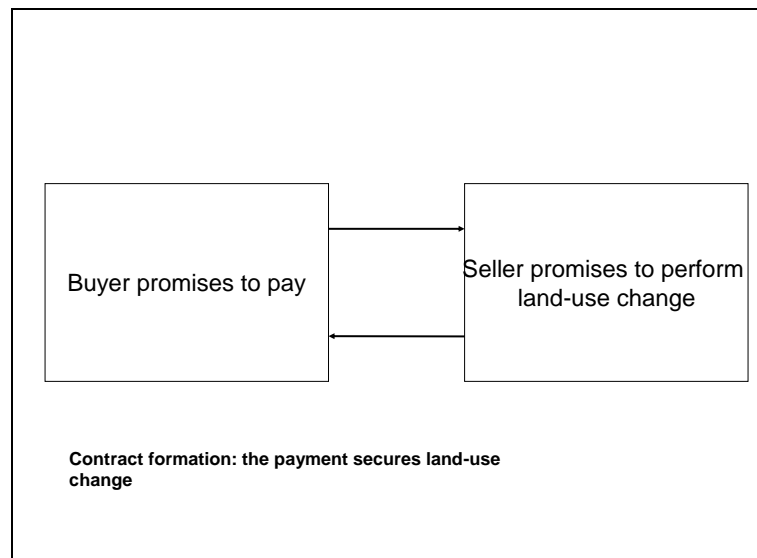 Buyer promises to pay
Seller promises to perform
land-use change
Contract formation: the payment secures land-use
change